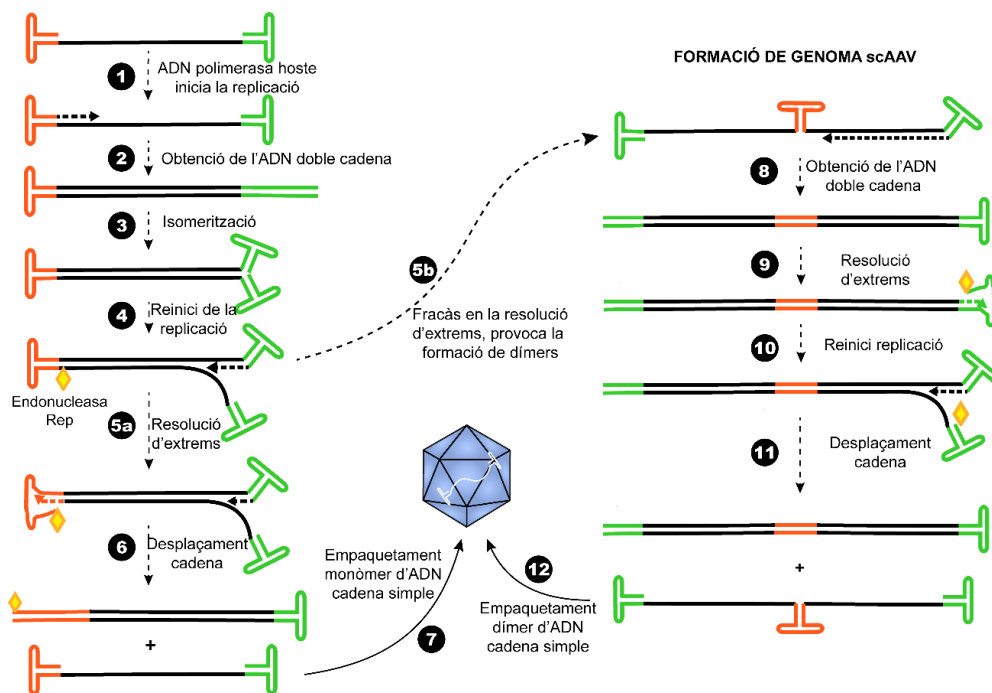 1
ADN polimerasa hoste
inicia la replicació
2
Obtenció de l'ADN doble cadena
3
Isomerització
4
Reinici de la
replicació
Endonucleasa
Rep
5a
Resolució
d'extrems
6
Desplaçament
cadena
+
5b
Fracàs en la resolució
d'extrems, provoca la
formació de dímers
Empaquetament
monòmer d'ADN
cadena simple
7
12
Empaquetament
dímer d'ADN
cadena simple
FORMACIÓ DE GENOMA scAAV
8
Obtenció de l'ADN
doble cadena
9
Resolució
d'extrems
10
Reinici replicació
11
Desplaçament
cadena
+